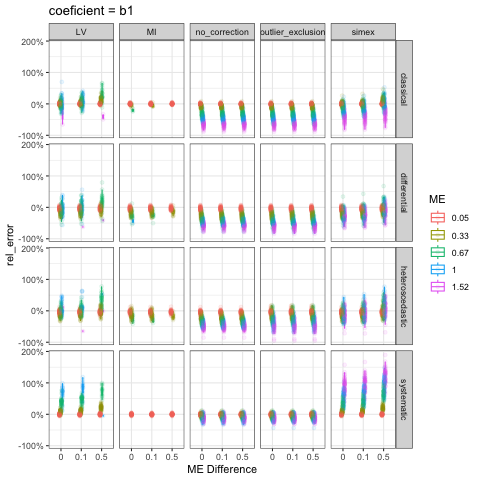 coeficient = b1
LV MI no_correction outlier_exclusion simex
200%
100%
0%
-100%
classical
200%
100%
0%
-100%
differential
200%
100%
0%
-100%
heteroscedastic
200%
100%
0%
-100%
systematic
rel_error
0 0.1 0.5 0 0.1 0.5 0 0.1 0.5 0 0.1 0.5 0 0.1 0.5
ME Difference
ME
0.05
0.33
0.67
1
1.52